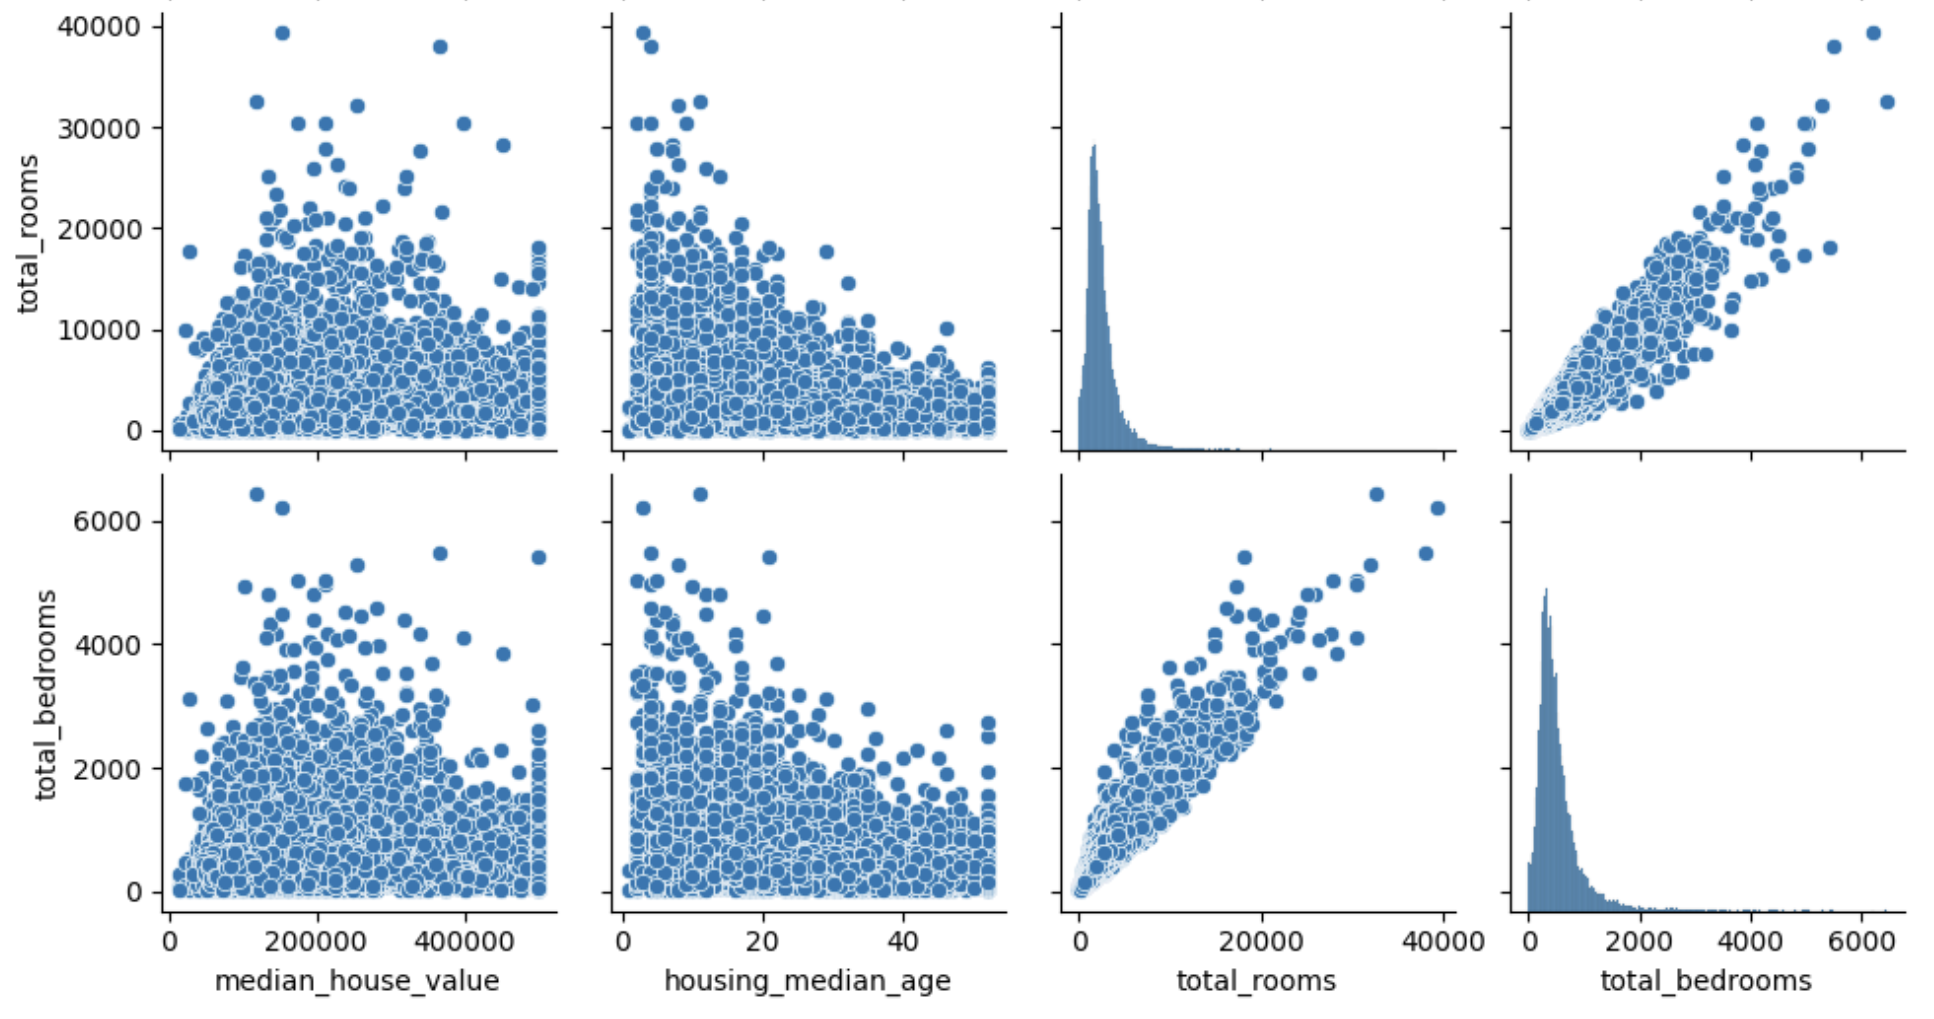 40000
30000
20000
10000
0
total_rooms
6000
4000
2000
0
total_bedrooms
0 200000 400000
median_house_value
0 20 40
housing_median_age
0 20000 40000
total_rooms
0 2000 4000 6000
total_bedrooms